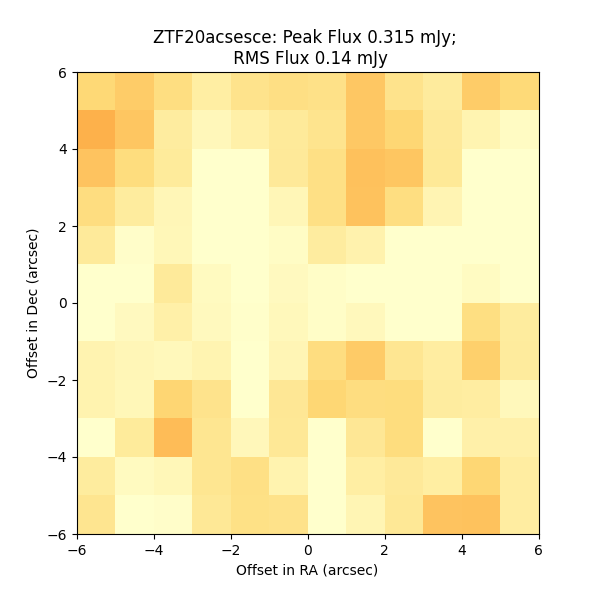 ZTF20acsesce: Peak Flux 0.315 mJy;
RMS Flux 0.14 mJy
6
4
2
0
−2
−4
−6
Offset in Dec (arcsec)
−6 −4 −2 0 2 4 6
Offset in RA (arcsec)